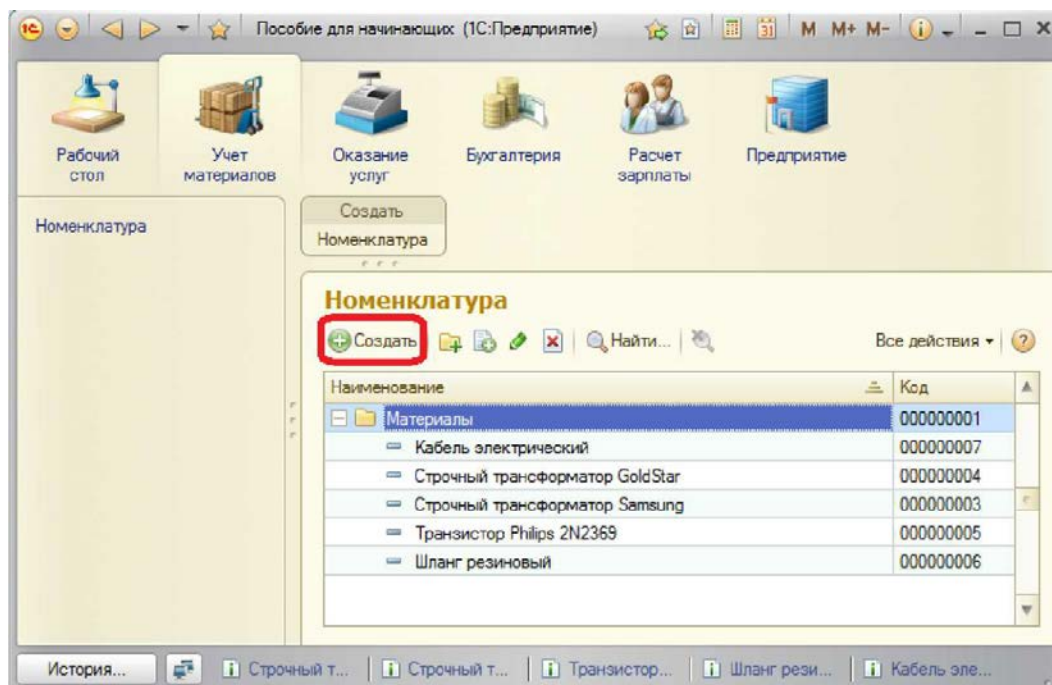 1С Пособие для начинающих (1С:Предприятие) 31 M M+ M-
Рабочий стол
Учет материалов
Оказание услуг
Бухгалтерия
Расчет зарплаты
Предприятие
Номенклатура
Создать
Номенклатура
Номенклатура
Создать Найти... Все действия ?
Наименование Код
Материалы 000000001
Кабель электрический 000000007
Строчный трансформатор GoldStar 000000004
Строчный трансформатор Samsung 000000003
Транзистор Philips 2N2369 000000005
Шланг резиновый 000000006
История... Строчный т... Строчный т... Транзистор... Шланг рези... Кабель эле...